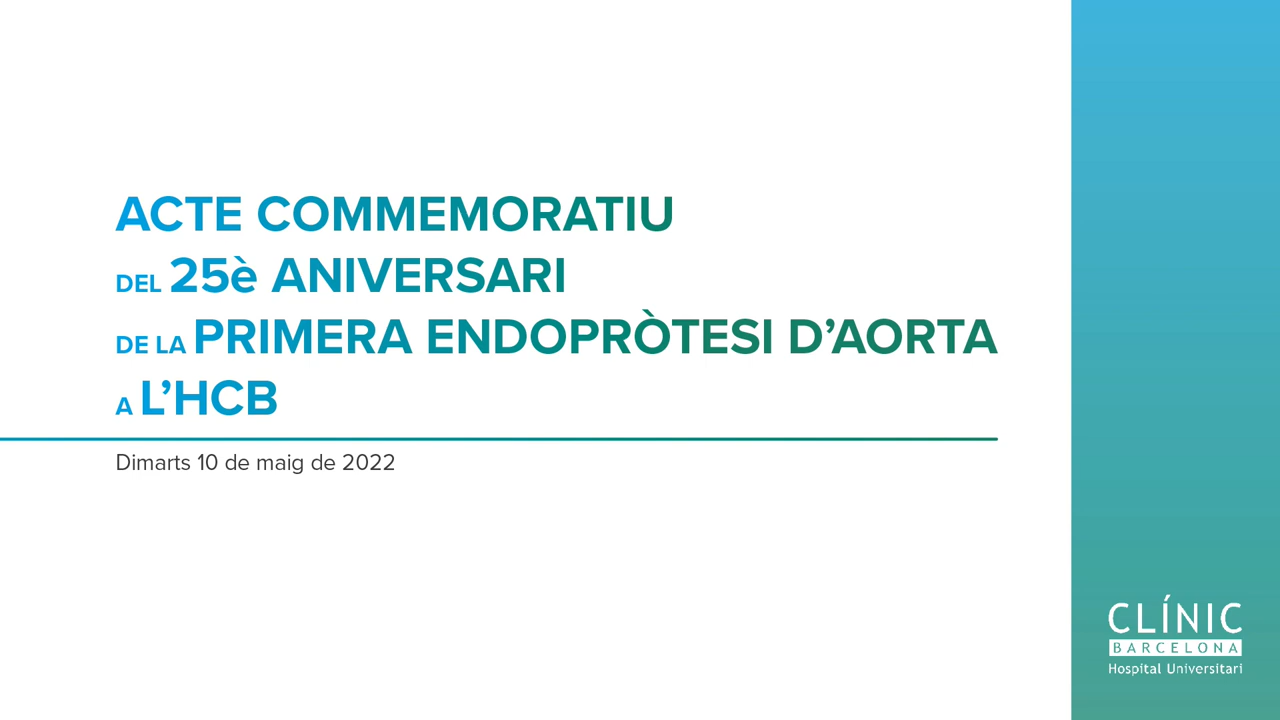 ACTE COMMEMORATIU
DEL 25è ANIVERSARI
DE LA PRIMERA ENDOPRÒTESI D’AORTA
A L’HCB
Dimarts 10 de maig de 2022
CLÍNIC
BARCELONA
Hospital Universitari